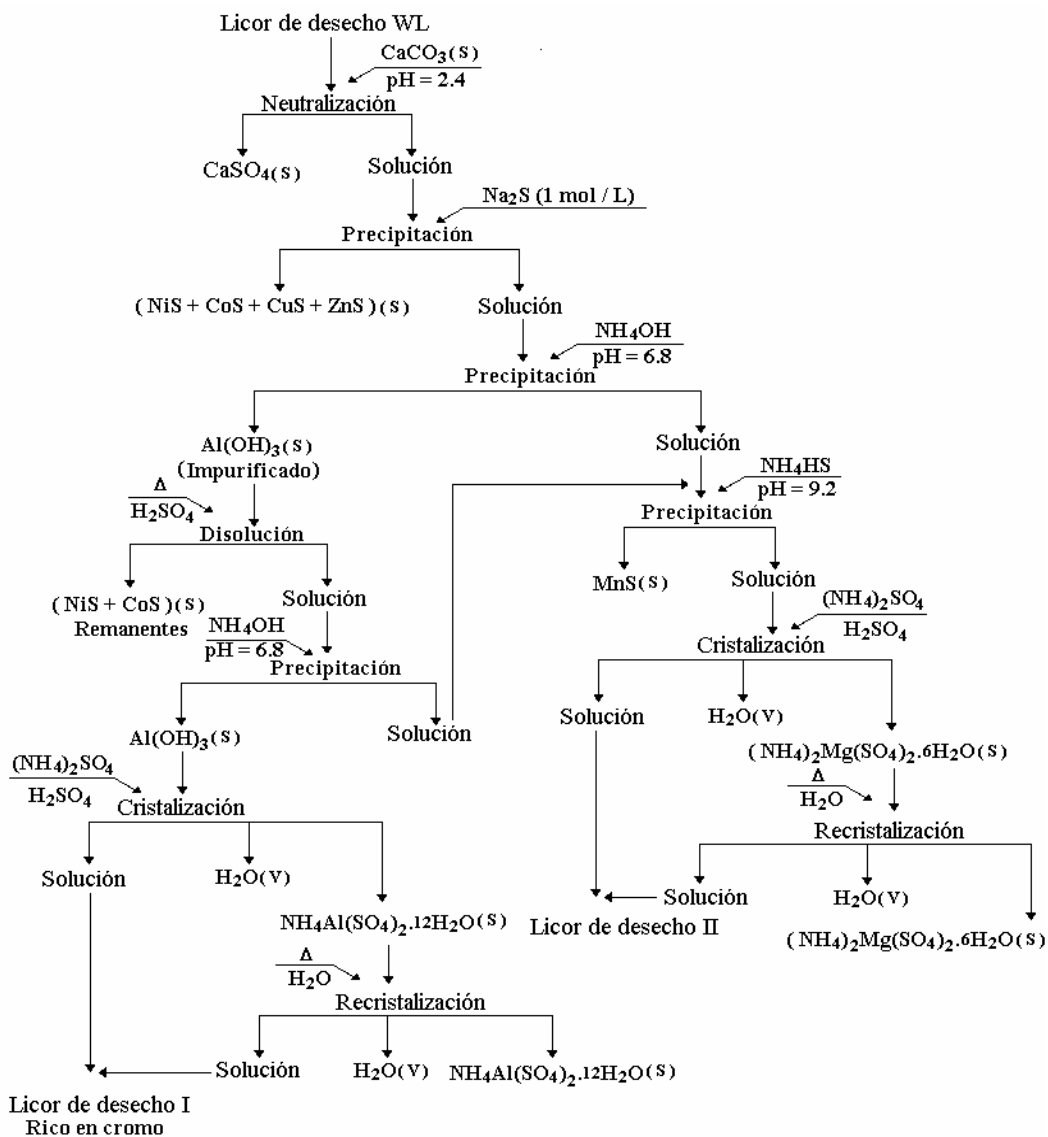 Licor de desecho WL
CaCO3(S)
pH = 2.4
Neutralización
CaSO4(S)
Solución
Na2S (1 mol / L)
Precipitación
( NiS + CoS + CuS + ZnS )(S)
Solución
NH4OH
pH = 6.8
Precipitación
Al(OH)3(S)
(Impurificado)
Solución
NH4HS
pH = 9.2
Precipitación
Δ
H2SO4
Disolución
MnS(S)
Solución
( NiS + CoS )(S)
Remanentes
Solución
(NH4)2SO4
H2SO4
Cristalización
NH4OH
pH = 6.8
Precipitación
Solución
H2O(V)
Al(OH)3(S)
Solución
( NH4)2Mg(SO4)2.6H2O(S)
(NH4)2SO4
H2SO4
Cristalización
Δ
H2O
Recristalización
Solución
H2O(V)
NH4Al(SO4)2.12H2O(S)
Solución
H2O(V)
( NH4)2Mg(SO4)2.6H2O(S)
Licor de desecho II
Δ
H2O
Recristalización
Solución
H2O(V)
NH4Al(SO4)2.12H2O(S)
Licor de desecho I
Rico en cromo